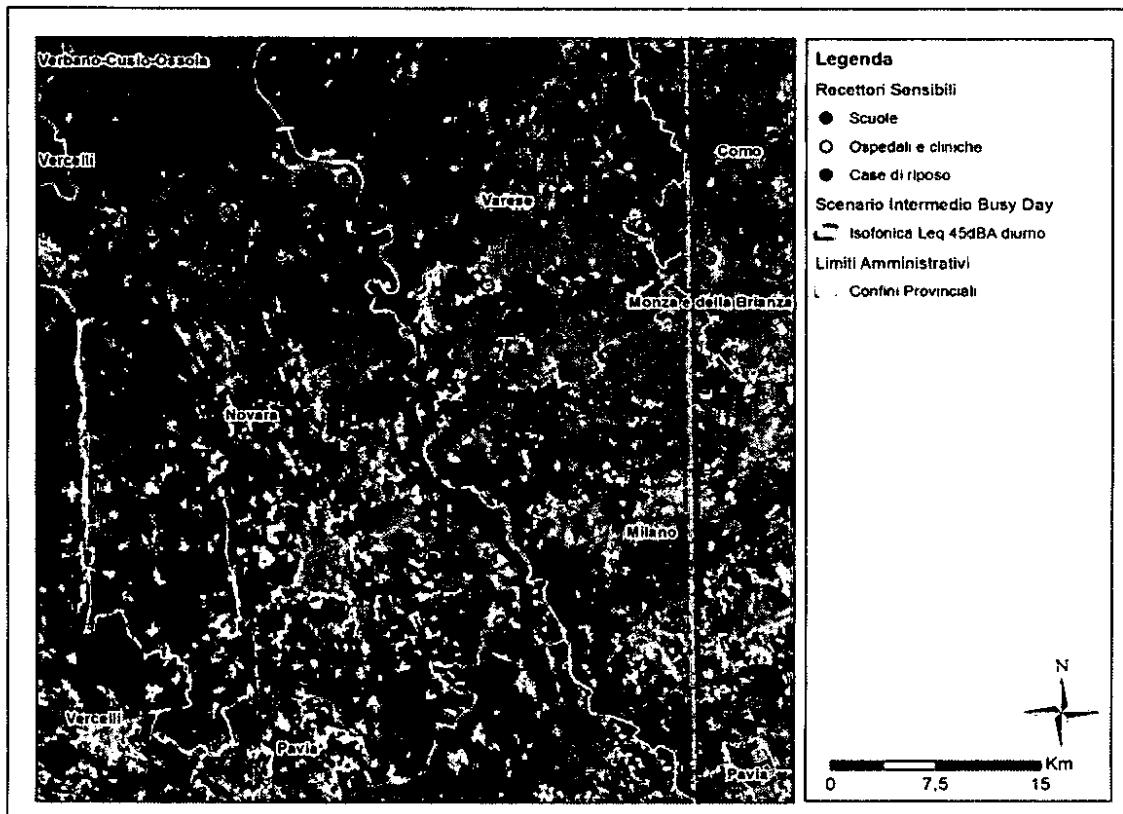 Verbano-Cusio-Ossola
Vercelli
Como
Varese
Monza e della Brianza
Novara
Milano
Vercelli
Pavia
Pavia
Legenda
Recettori Sensibili
Scuole
Ospedali e cliniche
Case di riposo
Scenario Intermedio Busy Day
Isofonica Leq 45dBA diurno
Limiti Amministrativi
Confini Provinciali
N
Km
0 7,5 15